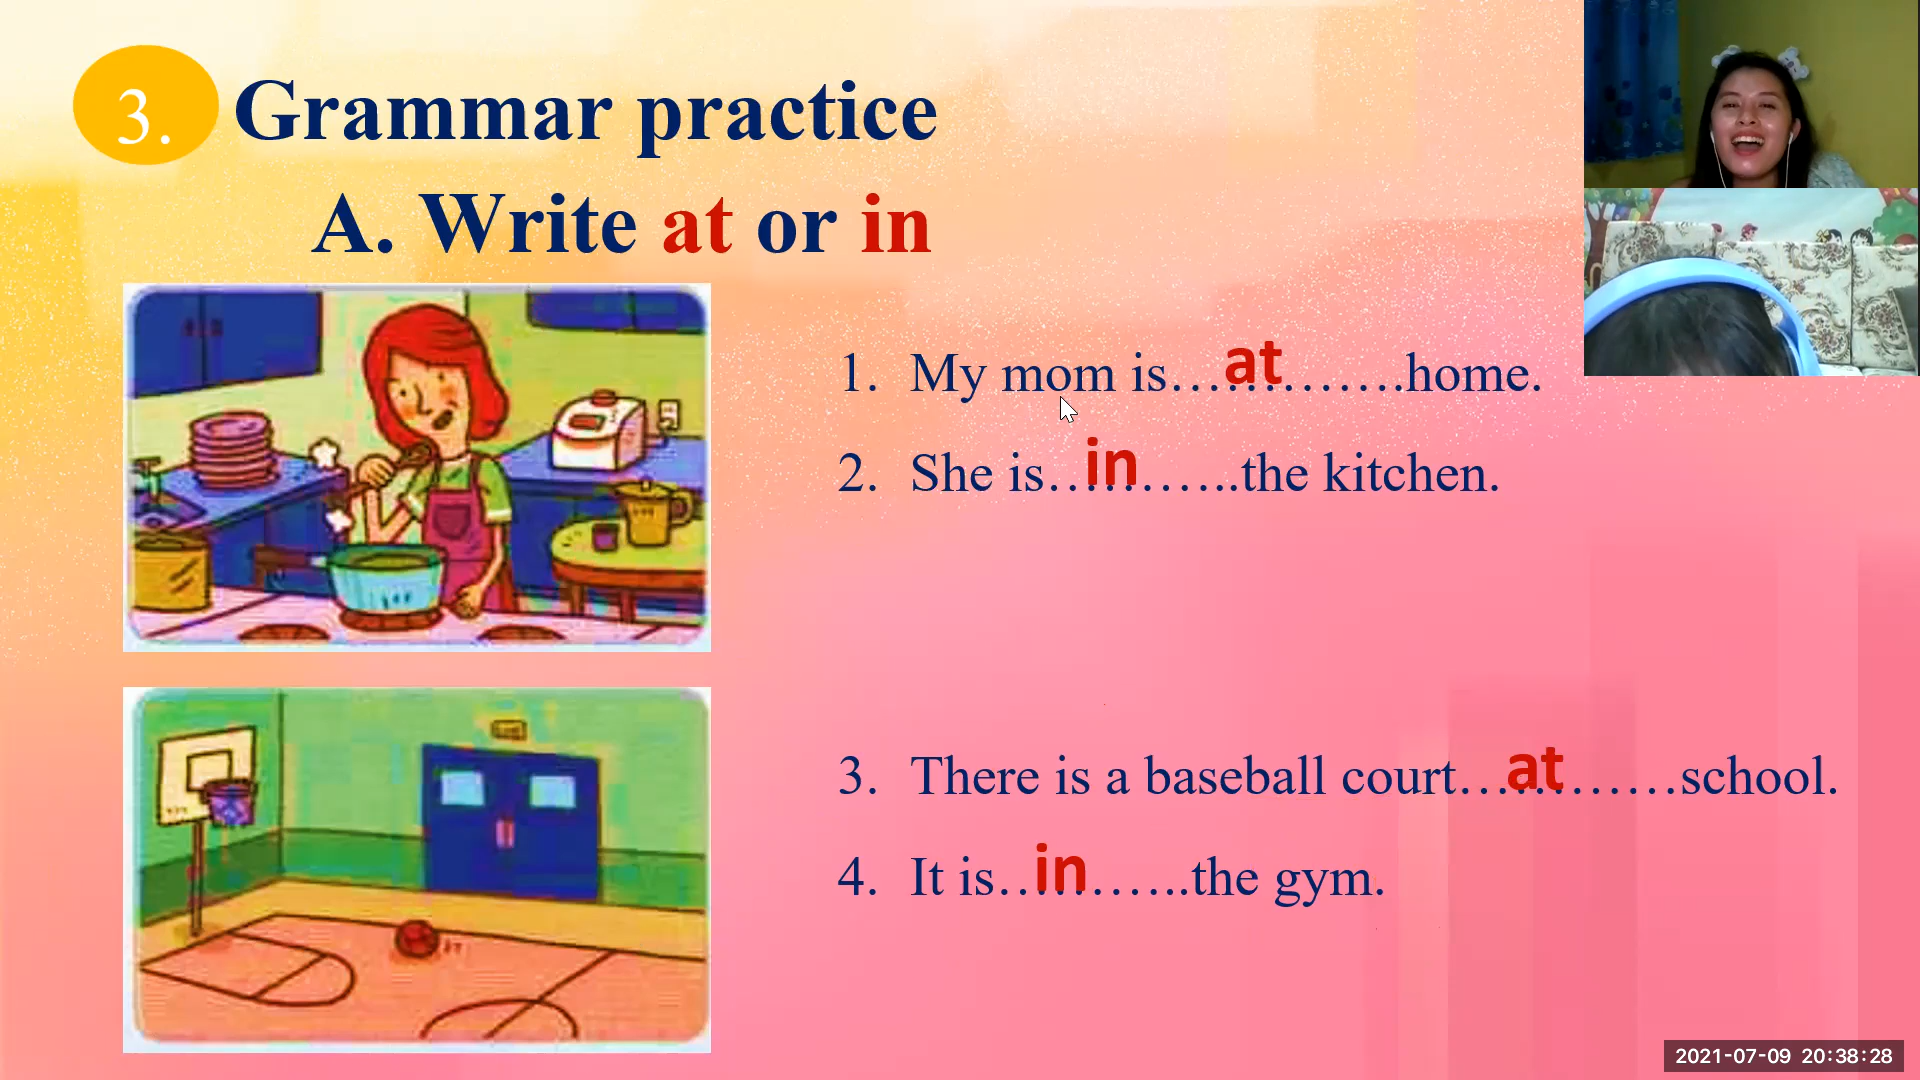 3. Grammar practice
A. Write at or in
1. My mom is….at……….home.
2. She is…in……..the kitchen.
3. There is a baseball court….at………school.
4. It is…in……..the gym.
2021-07-09 20:38:28